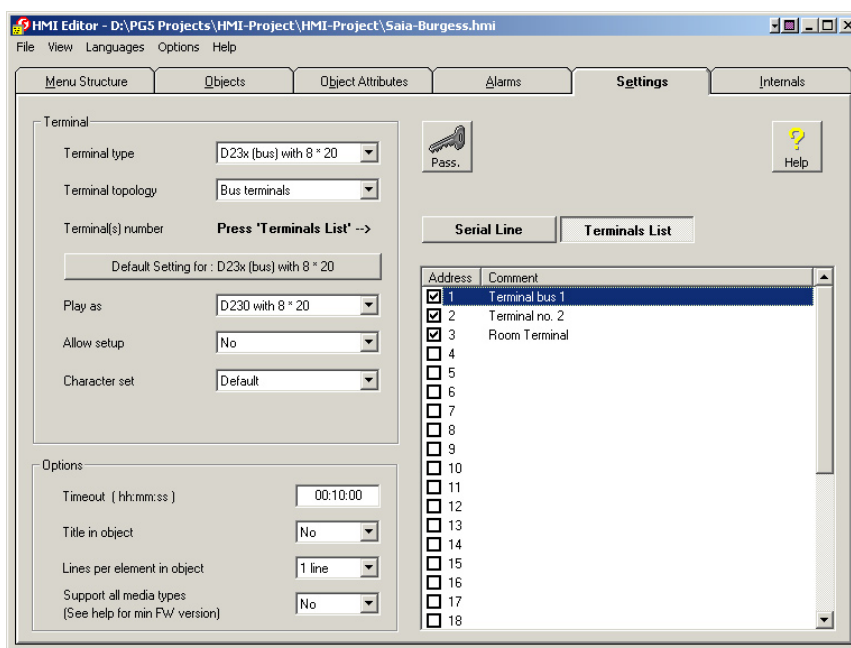 HMI Editor - D:\PG5 Projects\HMI-Project\HMI-Project\Saia-Burgess.hmi
File View Languages Options Help
Menu Structure Objects Object Attributes Alarms Settings Internals
Terminal
Terminal type D23x (bus) with 8 * 20
Terminal topology Bus terminals
Terminal(s) number Press 'Terminals List' -->
Default Setting for : D23x (bus) with 8 * 20
Play as D230 with 8 * 20
Allow setup No
Character set Default
Options
Timeout ( hh:mm:ss ) 00:10:00
Title in object No
Lines per element in object 1 line
Support all media types
(See help for min FW version) No
Pass.
? Help
Serial Line Terminals List
Address Comment
1 Terminal bus 1
2 Terminal no. 2
3 Room Terminal
4
5
6
7
8
9
10
11
12
13
14
15
16
17
18